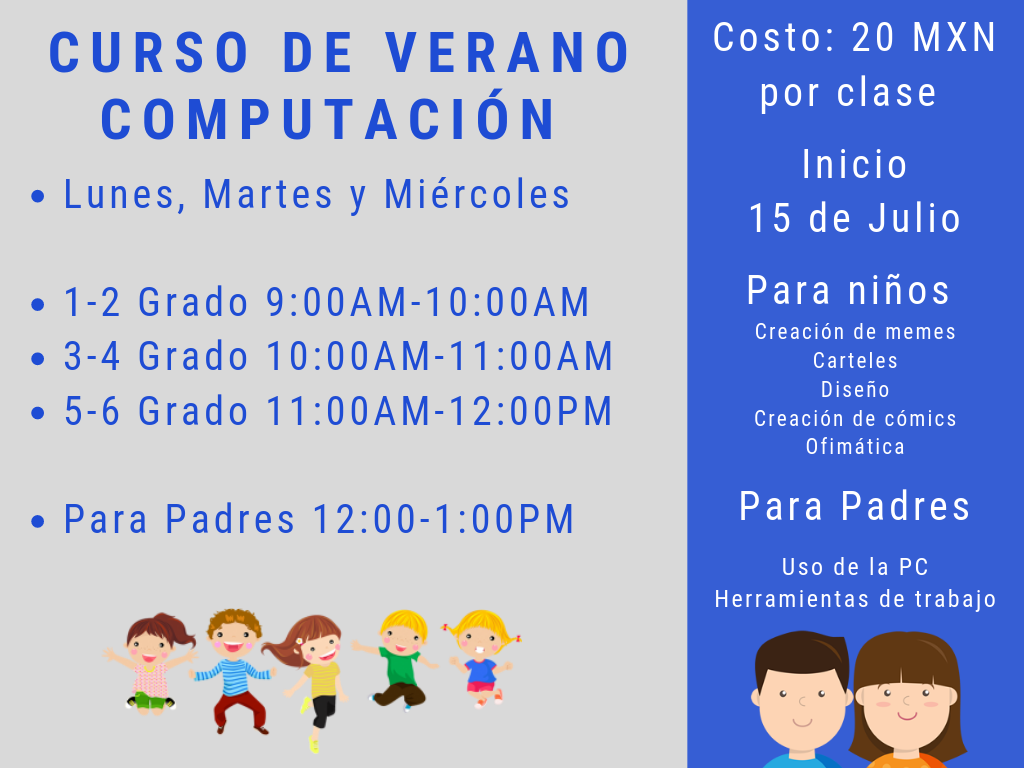 CURSO DE VERANO
COMPUTACIÓN
• Lunes, Martes y Miércoles
• 1-2 Grado 9:00AM-10:00AM
• 3-4 Grado 10:00AM-11:00AM
• 5-6 Grado 11:00AM-12:00PM
• Para Padres 12:00-1:00PM
Costo: 20 MXN
por clase
Inicio
15 de Julio
Para niños
Creación de memes
Carteles
Diseño
Creación de cómics
Ofimática
Para Padres
Uso de la PC
Herramientas de trabajo